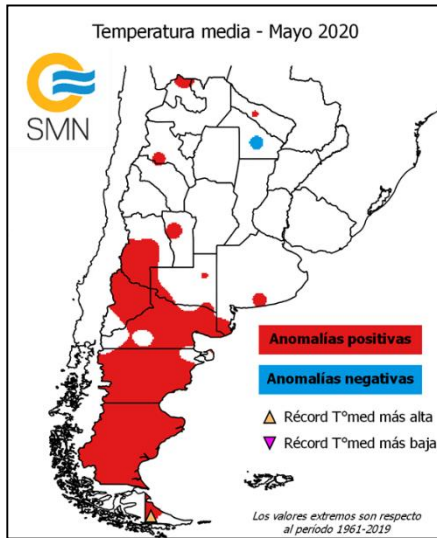 Temperatura media - Mayo 2020
SMN
Anomalías positivas
Anomalías negativas
Récord T°med más alta
Récord T°med más baja
Los valores extremos son respecto
al período 1961-2019